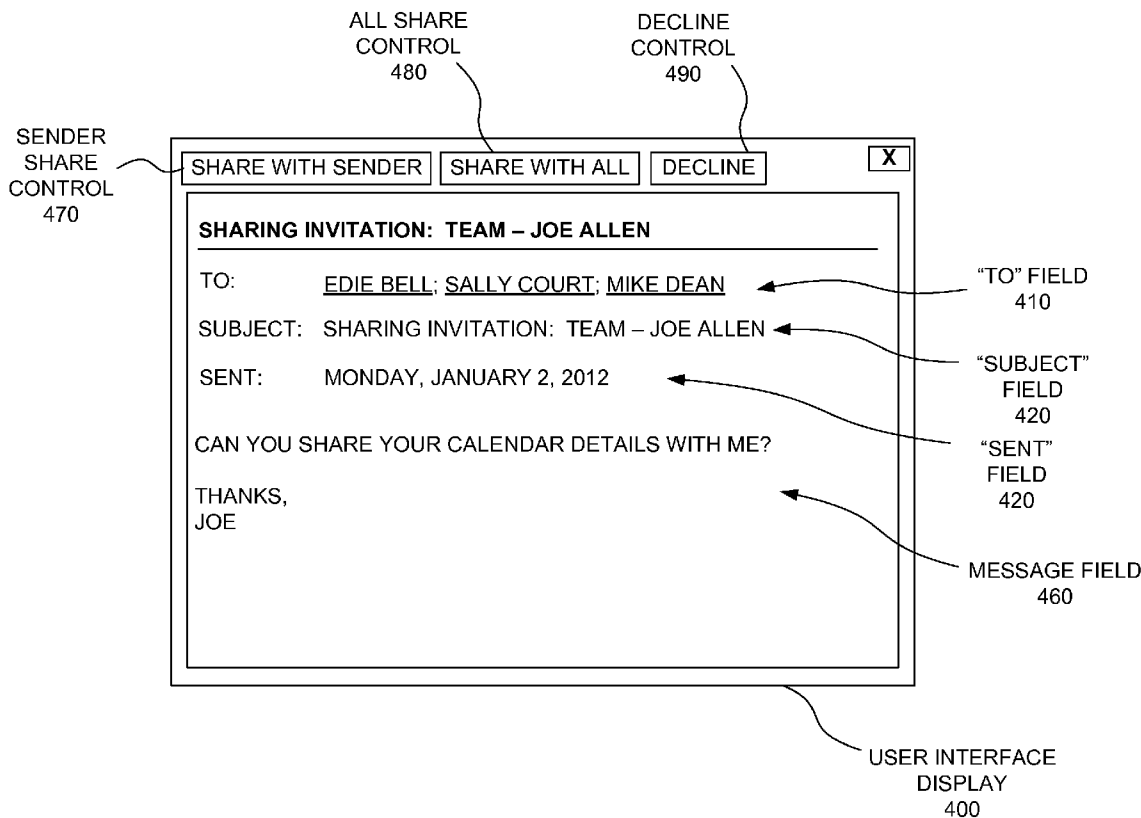 ALL SHARE
CONTROL
480
DECLINE
CONTROL
490
SENDER
SHARE
CONTROL
470
SHARE WITH SENDER
SHARE WITH ALL
DECLINE
X
SHARING INVITATION: TEAM – JOE ALLEN
TO: EDIE BELL; SALLY COURT; MIKE DEAN
SUBJECT: SHARING INVITATION: TEAM – JOE ALLEN
SENT: MONDAY, JANUARY 2, 2012
CAN YOU SHARE YOUR CALENDAR DETAILS WITH ME?
THANKS,
JOE
“TO” FIELD
410
“SUBJECT”
FIELD
420
“SENT”
FIELD
420
MESSAGE FIELD
460
USER INTERFACE
DISPLAY
400